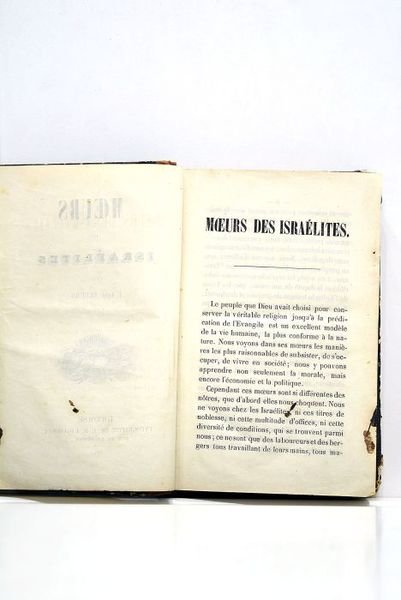 MŒURS
ISRAÉLITES
MŒURS DES ISRAÉLITES.
Le peuple que Dieu avait choisi pour con-
server la véritable religion jusqu'à la prédi-
cation de l'Evangile est un excellent modèle
de la vie humaine, la plus conforme à la na-
ture. Nous voyons dans ses mœurs les maniè-
res les plus raisonnables de subsister, de s'oc-
cuper, de vivre en société; nous y pouvons
apprendre non seulement la morale, mais
encore l'économie et la politique.
Cependant ces mœurs sont si différentes des
nôtres, que d'abord elles nous choquent. Nous
ne voyons chez les Israélites, ni ces titres de
noblesse, ni cette multitude d'offices, ni cette
diversité de conditions, qui se trouvent parmi
nous; ce ne sont que des laboureurs et des ber-
gers tous travaillant de leurs mains, tous ma-